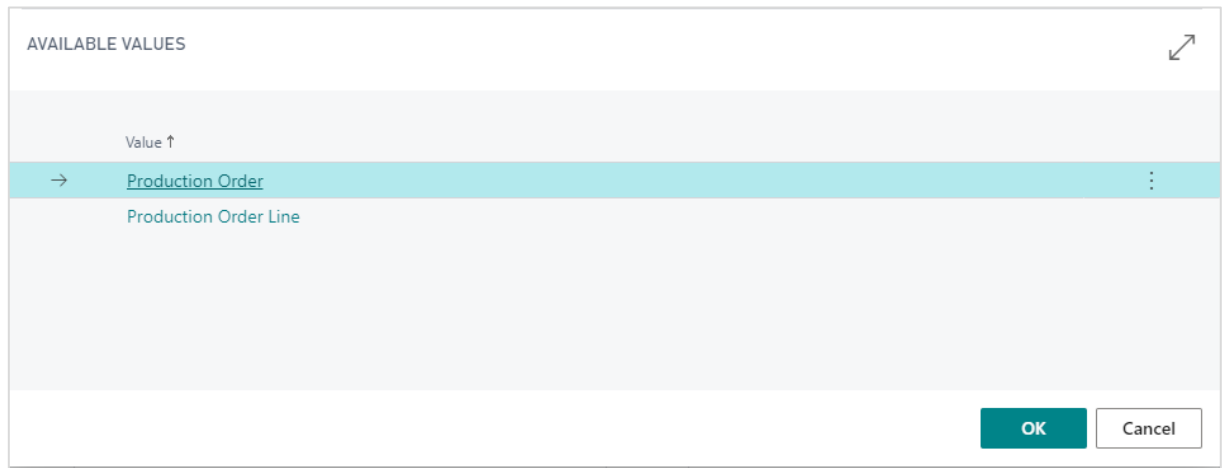 AVAILABLE VALUES
Value ↑
Production Order
Production Order Line
OK Cancel